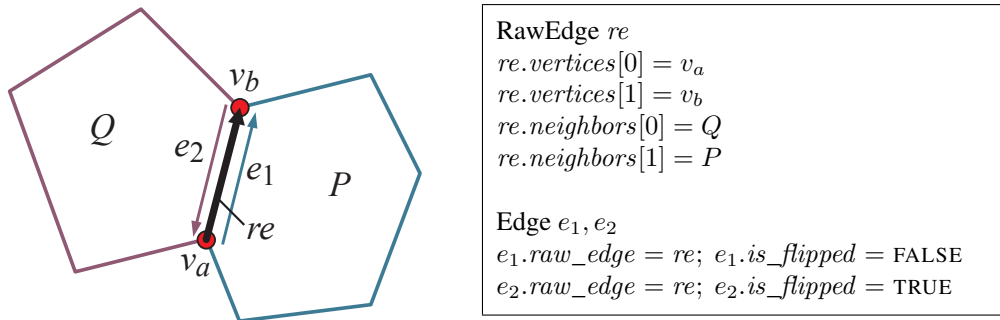 v_b
Q
e_2
e_1
P
re
v_a
RawEdge re
re.vertices[0] = v_a
re.vertices[1] = v_b
re.neighbors[0] = Q
re.neighbors[1] = P
Edge e_1, e_2
e_1.raw_edge = re; e_1.is_flipped = FALSE
e_2.raw_edge = re; e_2.is_flipped = TRUE